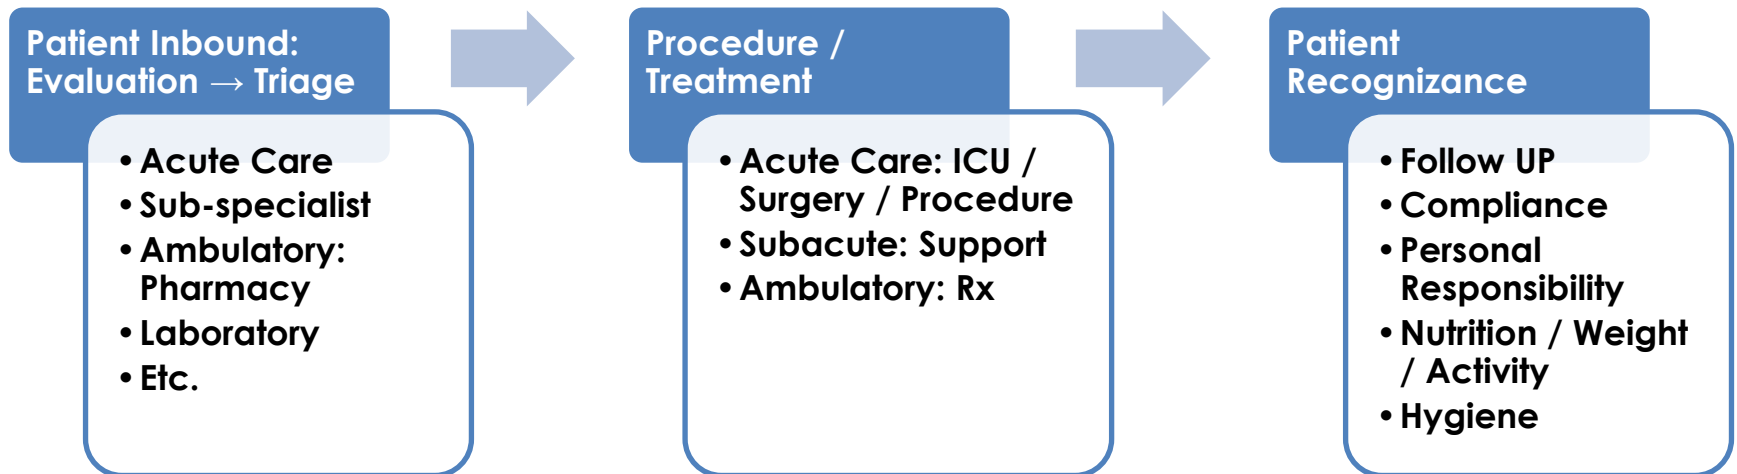 Patient Inbound:
Evaluation → Triage
• Acute Care
• Sub-specialist
• Ambulatory:
Pharmacy
• Laboratory
• Etc.
Procedure /
Treatment
• Acute Care: ICU /
Surgery / Procedure
• Subacute: Support
• Ambulatory: Rx
Patient
Recognizance
• Follow UP
• Compliance
• Personal
Responsibility
• Nutrition / Weight
/ Activity
• Hygiene